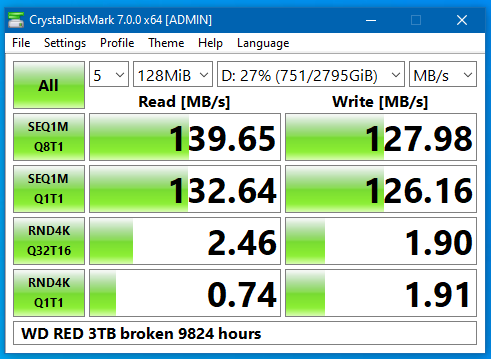 CrystalDiskMark 7.0.0 x64 [ADMIN]
File Settings Profile Theme Help Language
All 5 128MiB D: 27% (751/2795GiB) MB/s
Read [MB/s] Write [MB/s]
SEQ1M
Q8T1 139.65 127.98
SEQ1M
Q1T1 132.64 126.16
RND4K
Q32T16 2.46 1.90
RND4K
Q1T1 0.74 1.91
WD RED 3TB broken 9824 hours